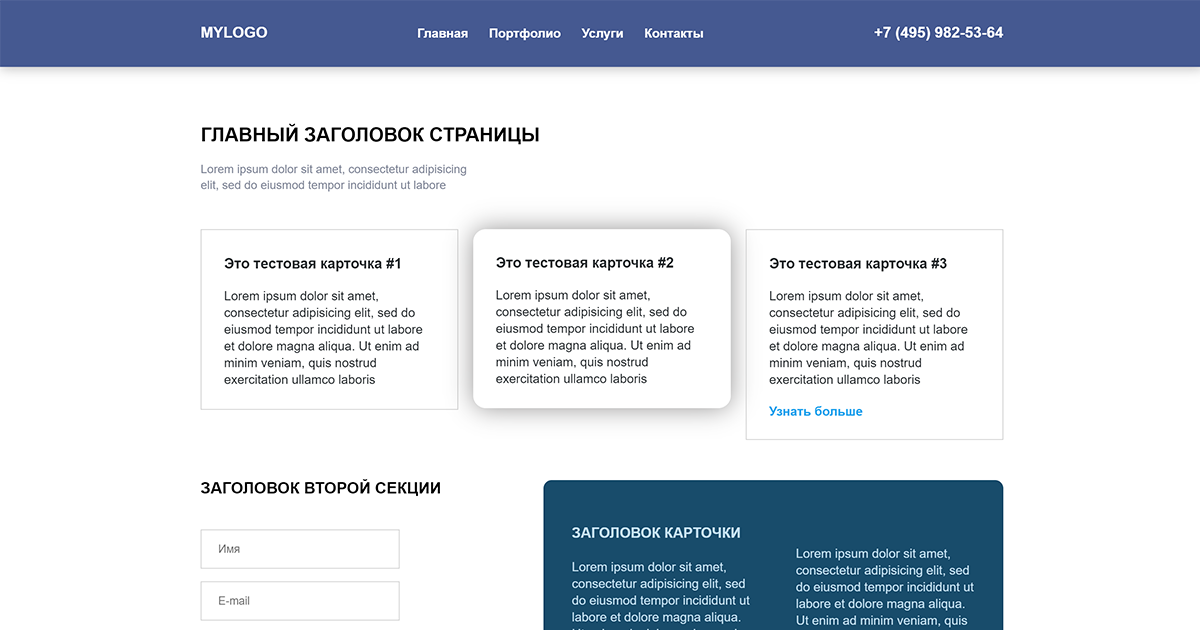 MYLOGO
Главная Портфолио Услуги Контакты
+7 (495) 982-53-64
ГЛАВНЫЙ ЗАГОЛОВОК СТРАНИЦЫ
Lorem ipsum dolor sit amet, consectetur adipisicing
elit, sed do eiusmod tempor incididunt ut labore
Это тестовая карточка #1
Lorem ipsum dolor sit amet,
consectetur adipisicing elit, sed do
eiusmod tempor incididunt ut labore
et dolore magna aliqua. Ut enim ad
minim veniam, quis nostrud
exercitation ullamco laboris
Это тестовая карточка #2
Lorem ipsum dolor sit amet,
consectetur adipisicing elit, sed do
eiusmod tempor incididunt ut labore
et dolore magna aliqua. Ut enim ad
minim veniam, quis nostrud
exercitation ullamco laboris
Это тестовая карточка #3
Lorem ipsum dolor sit amet,
consectetur adipisicing elit, sed do
eiusmod tempor incididunt ut labore
et dolore magna aliqua. Ut enim ad
minim veniam, quis nostrud
exercitation ullamco laboris
Узнать больше
ЗАГОЛОВОК ВТОРОЙ СЕКЦИИ
Имя
E-mail
ЗАГОЛОВОК КАРТОЧКИ
Lorem ipsum dolor sit amet,
consectetur adipisicing elit, sed
do eiusmod tempor incididunt ut
labore et dolore magna aliqua.
Lorem ipsum dolor sit amet,
consectetur adipisicing elit, sed
do eiusmod tempor incididunt ut
labore et dolore magna aliqua.
Ut enim ad minim veniam, quis